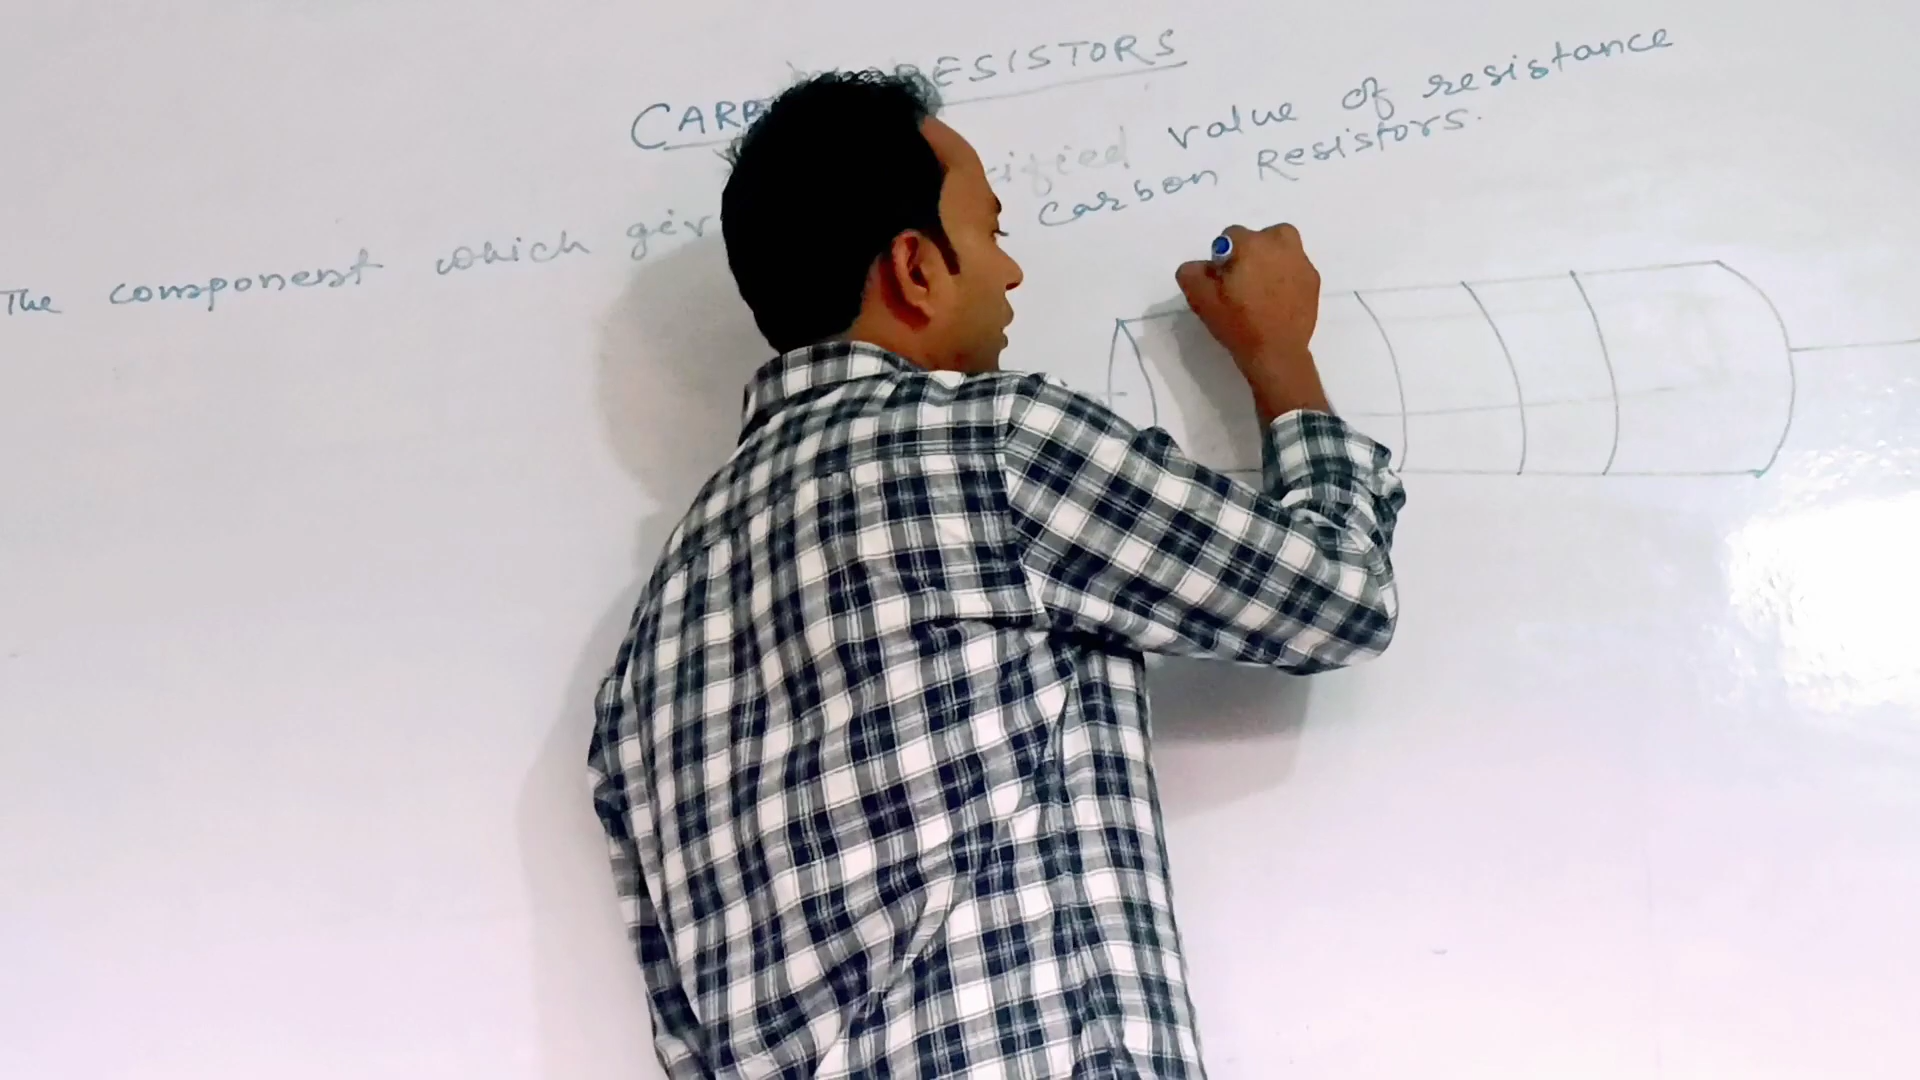 CARB RESISTORS
The component which giv ified value of resistance
Carbon Resistors.